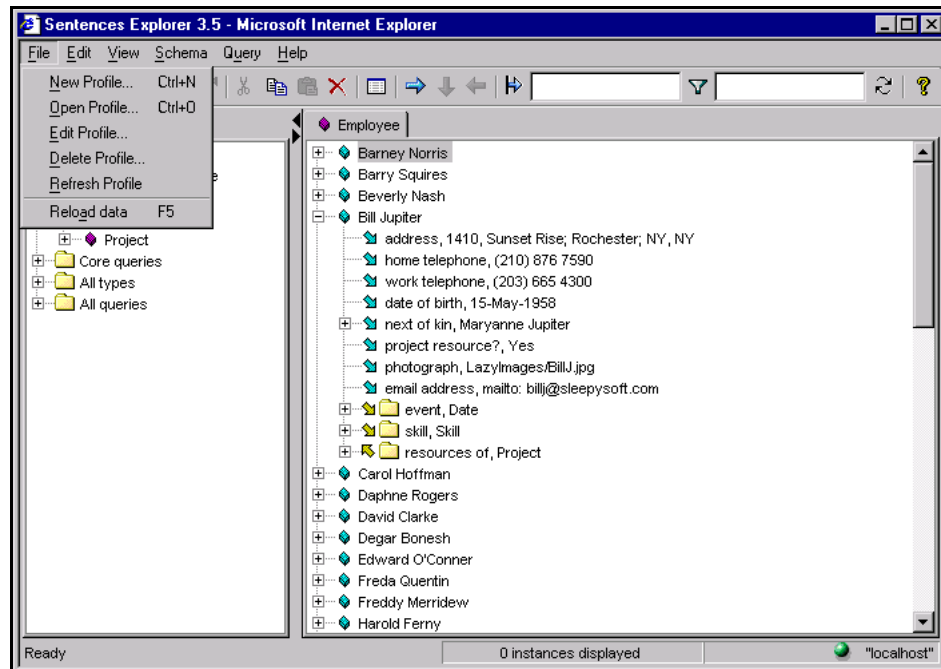 Sentences Explorer 3.5 - Microsoft Internet Explorer
File Edit View Schema Query Help
New Profile... Ctrl+N
Open Profile... Ctrl+O
Edit Profile...
Delete Profile...
Refresh Profile
Reload data F5
Project
Core queries
All types
All queries
Employee
Barney Norris
Barry Squires
Beverly Nash
Bill Jupiter
address, 1410, Sunset Rise; Rochester; NY, NY
home telephone, (210) 876 7590
work telephone, (203) 665 4300
date of birth, 15-May-1958
next of kin, Maryanne Jupiter
project resource?, Yes
photograph, LazyImages/BillJ.jpg
email address, mailto: billj@sleepysoft.com
event, Date
skill, Skill
resources of, Project
Carol Hoffman
Daphne Rogers
David Clarke
Degar Bonesh
Edward O'Conner
Freda Quentin
Freddy Merridew
Harold Ferny
Ready
0 instances displayed
"localhost"